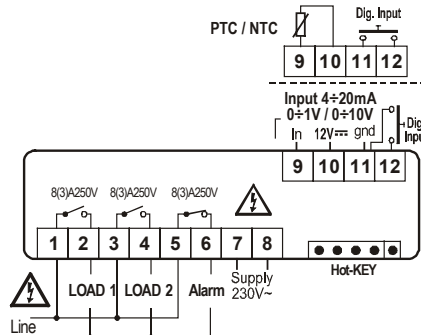 Dig. Input
PTC / NTC
9 10 11 12
Input 4÷20mA
0÷1V / 0÷10V
In 12V gnd
Dig.
Input
9 10 11 12
8(3)A250V 8(3)A250V 8(3)A250V
1 2 3 4 5 6 7 8
Hot-KEY
LOAD 1 LOAD 2 Alarm Supply
230V~
Line